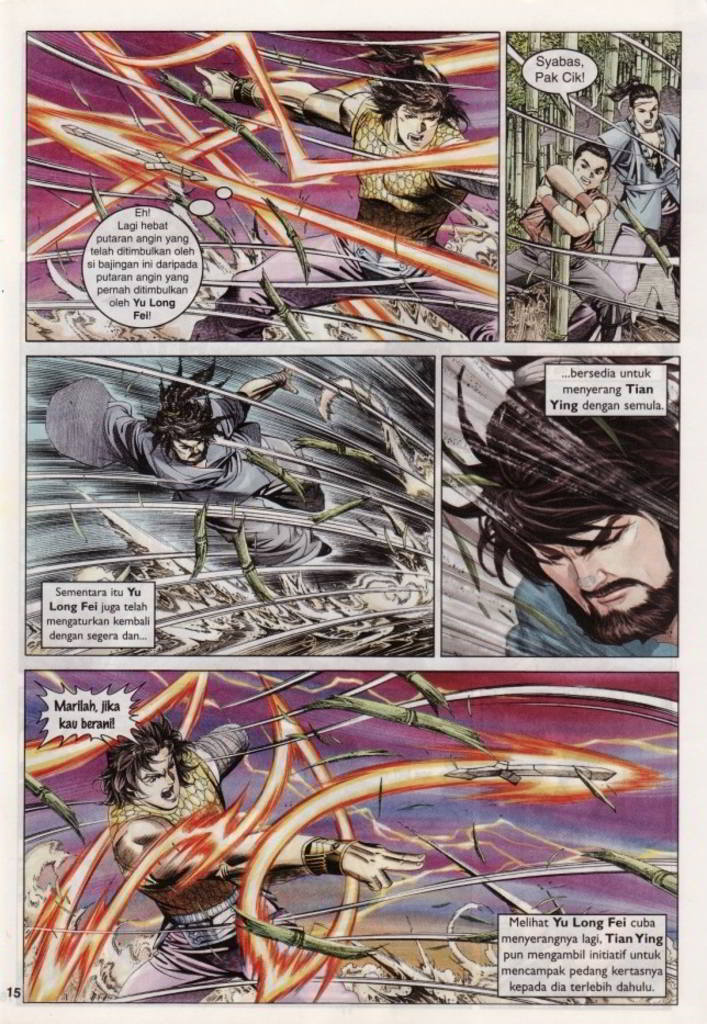 Eh!
Lagi hebat
putaran angin yang
telah ditimbulkan oleh
si bajingan ini daripada
putaran angin yang
pernah ditimbulkan
oleh Yu Long
Fei!
Syabas,
Pak Cik!
Sementara itu Yu
Long Fei juga telah
mengaturkan kembali
dengan segera dan...
...bersedia untuk
menyerang Tian
Ying dengan semula.
Marilah, jika
kau berani!
Melihat Yu Long Fei cuba
menyerangnya lagi, Tian Ying
pun mengambil initiatif untuk
mencampak pedang kertasnya
kepada dia terlebih dahulu.
15